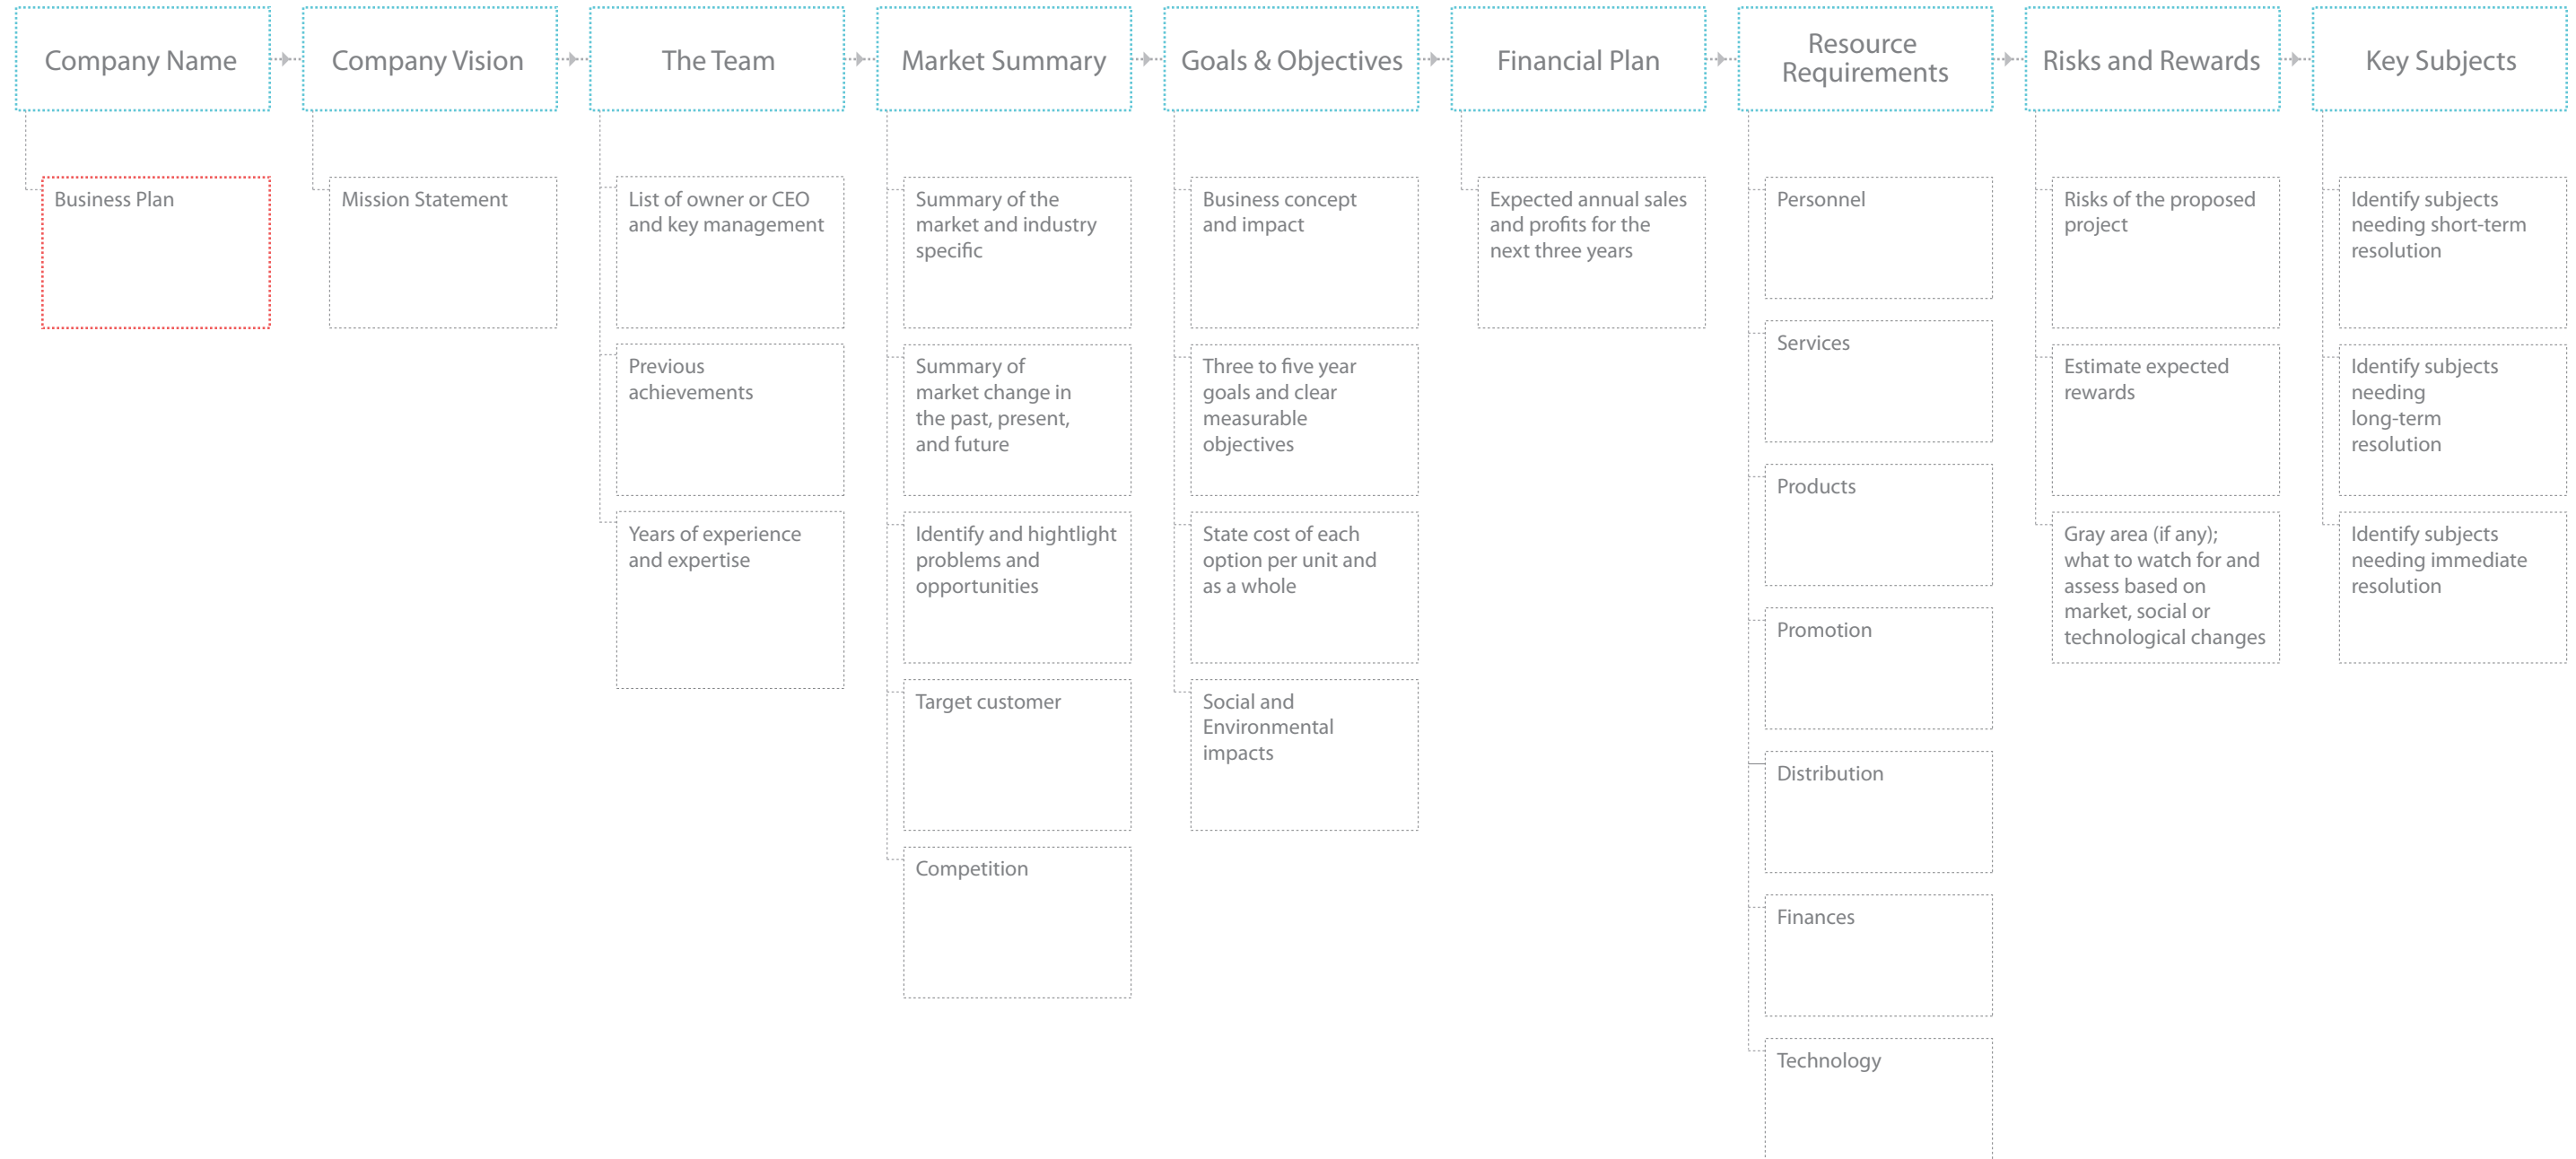 Company Name
Company Vision
The Team
Market Summary
Goals & Objectives
Financial Plan
Resource
Requirements
Risks and Rewards
Key Subjects
Business Plan
Mission Statement
List of owner or CEO
and key management
Previous
achievements
Years of experience
and expertise
Summary of the
market and industry
specific
Summary of
market change in
the past, present,
and future
Identify and hightlight
problems and
opportunities
Target customer
Competition
Business concept
and impact
Three to five year
goals and clear
measurable
objectives
State cost of each
option per unit and
as a whole
Social and
Environmental
impacts
Expected annual sales
and profits for the
next three years
Personnel
Services
Products
Promotion
Distribution
Finances
Technology
Risks of the proposed
project
Estimate expected
rewards
Gray area (if any);
what to watch for and
assess based on
market, social or
technological changes
Identify subjects
needing short-term
resolution
Identify subjects
needing
long-term
resolution
Identify subjects
needing immediate
resolution